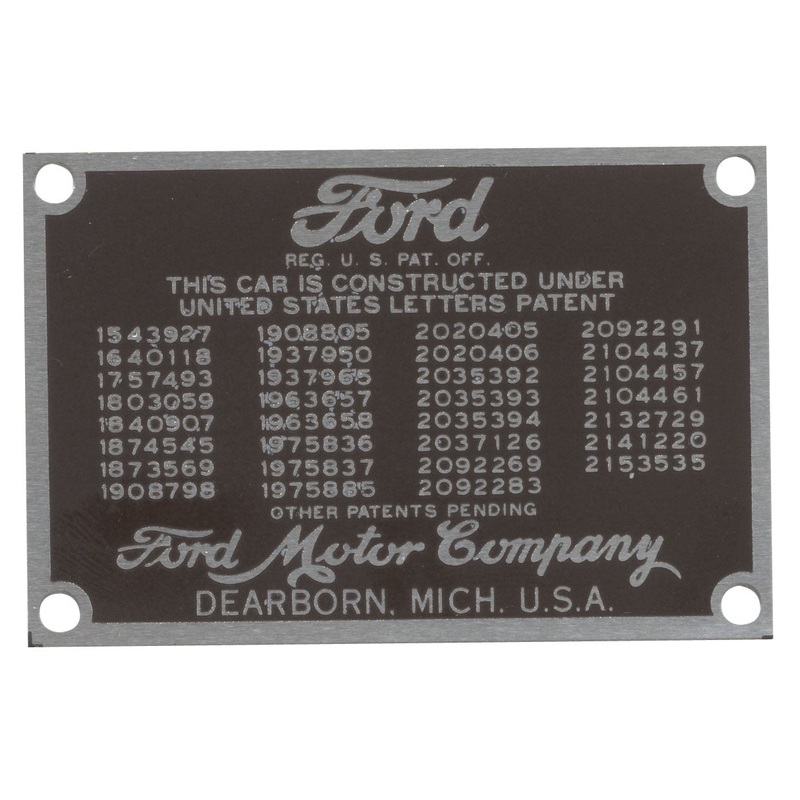 Ford
REG. U. S. PAT. OFF.
THIS CAR IS CONSTRUCTED UNDER
UNITED STATES LETTERS PATENT
1543927 1908805 2020405 2092291
1640118 1937950 2020406 2104437
1757493 1937965 2035392 2104457
1803059 1963657 2035393 2104461
1840907 1963658 2035394 2132729
1874545 1975836 2037126 2141220
1873569 1975837 2092269 2153535
1908798 1975885 2092283
OTHER PATENTS PENDING
Ford Motor Company
DEARBORN, MICH. U.S.A.